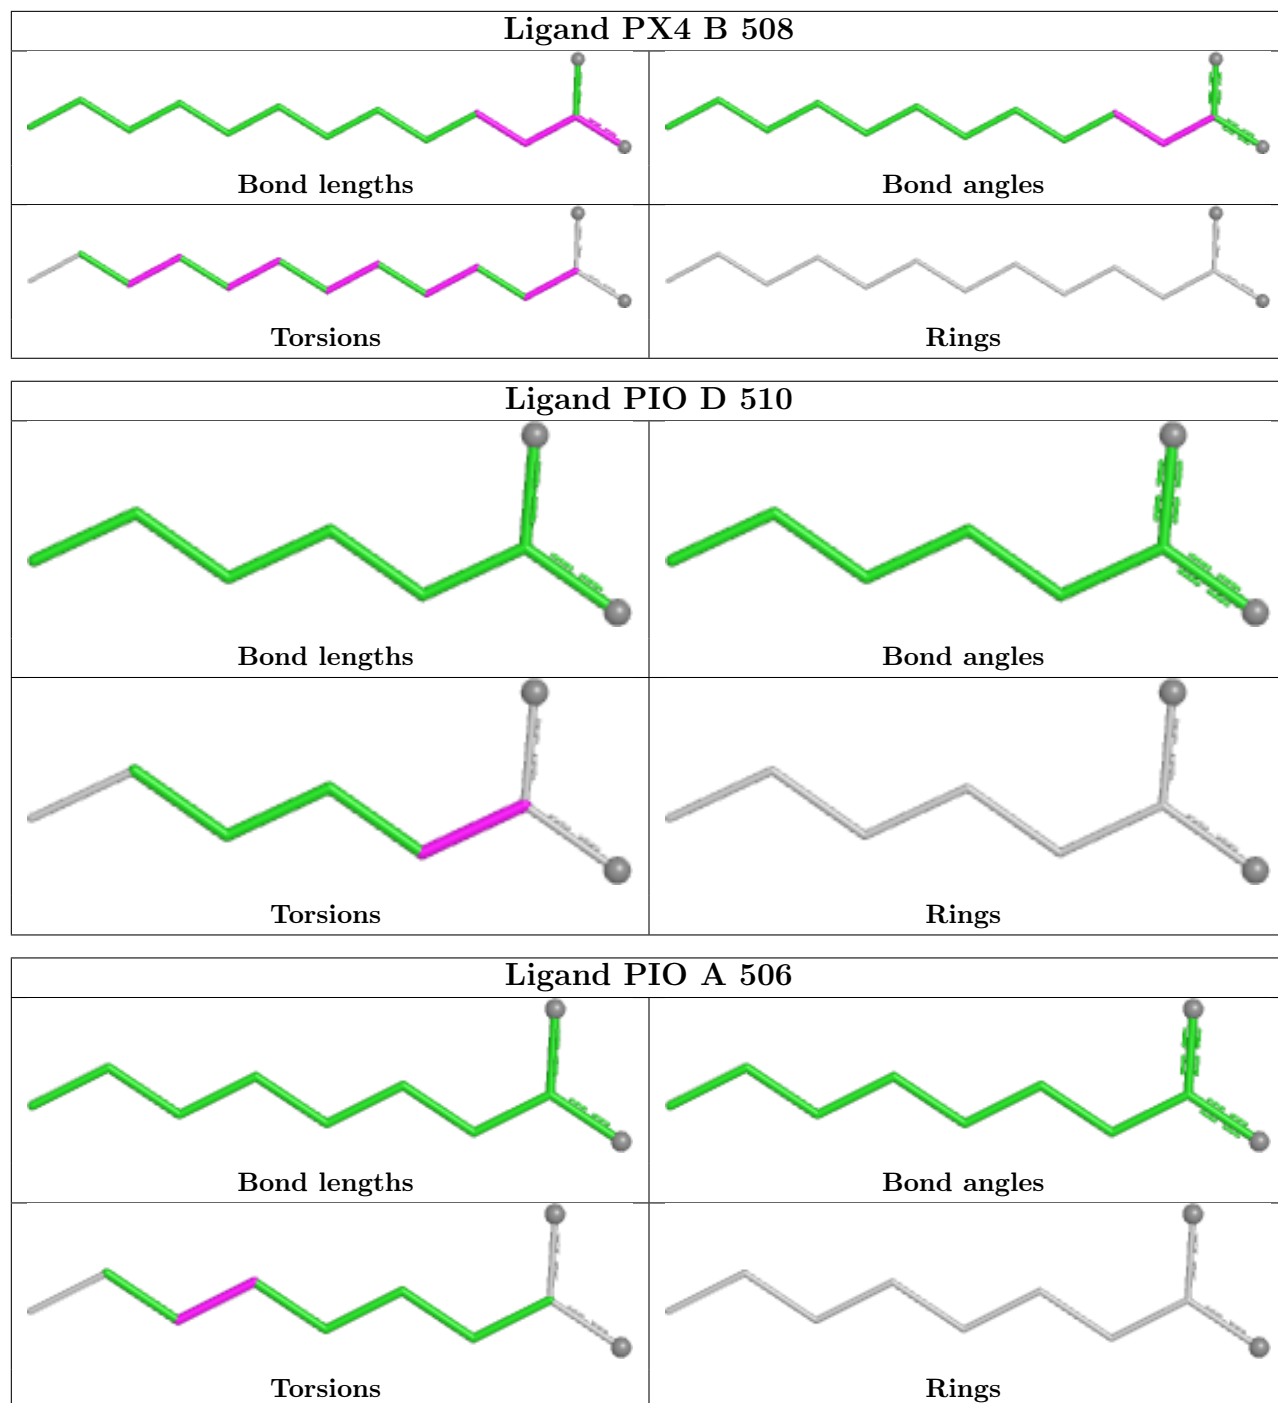 Ligand PX4 B 508
Bond lengths
Bond angles
Torsions
Rings
Ligand PIO D 510
Bond lengths
Bond angles
Torsions
Rings
Ligand PIO A 506
Bond lengths
Bond angles
Torsions
Rings